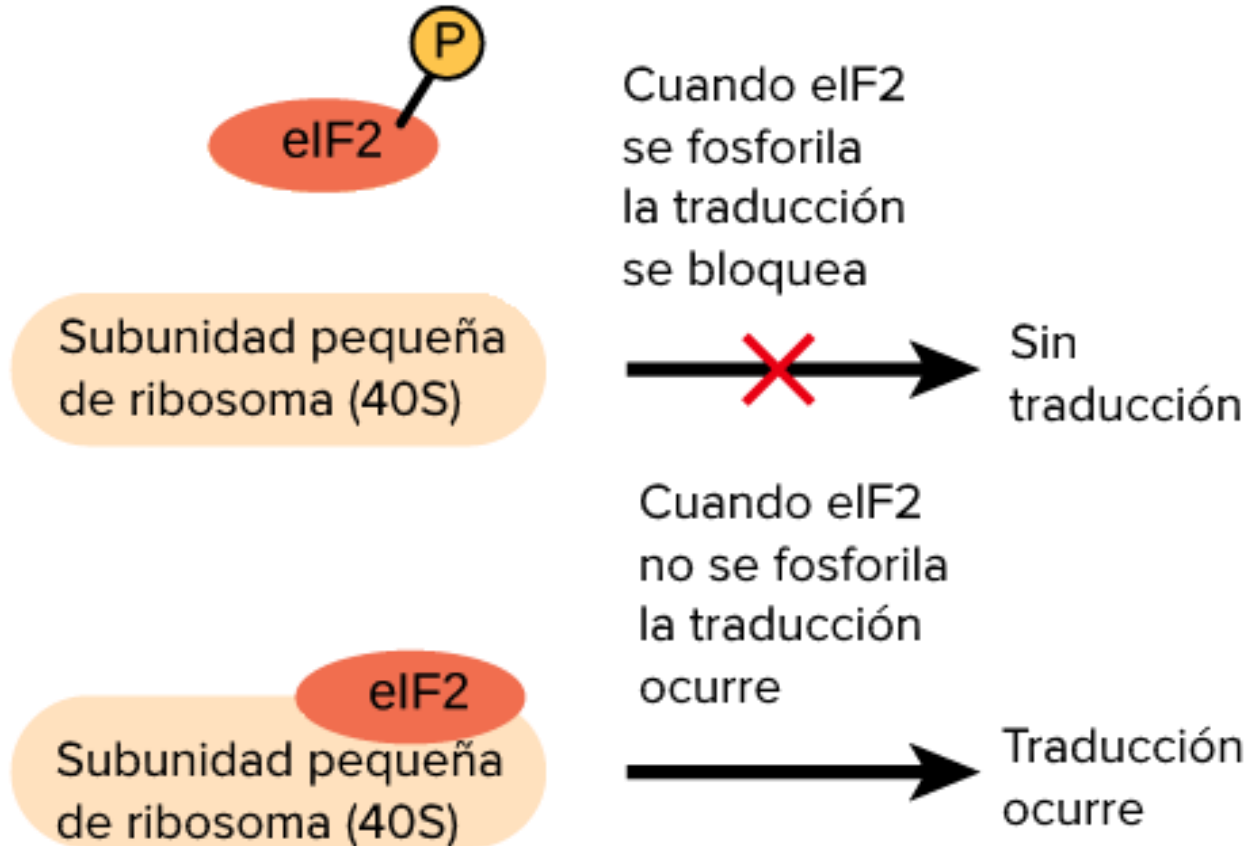 P
eIF2
Cuando eIF2
se fosforila
la traducción
se bloquea
Subunidad pequeña
de ribosoma (40S)
Sin
traducción
Cuando eIF2
no se fosforila
la traducción
ocurre
eIF2
Subunidad pequeña
de ribosoma (40S)
Traducción
ocurre